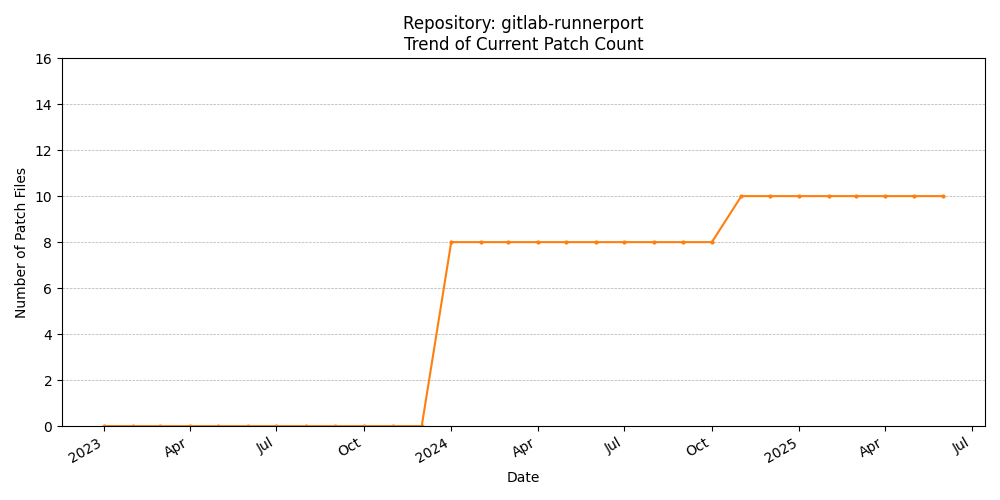 Repository: gitlab-runnerport
Trend of Current Patch Count
16
14
12
10
8
6
4
2
0
Number of Patch Files
2023
Apr
Jul
Oct
2024
Apr
Jul
Oct
2025
Apr
Jul
Date